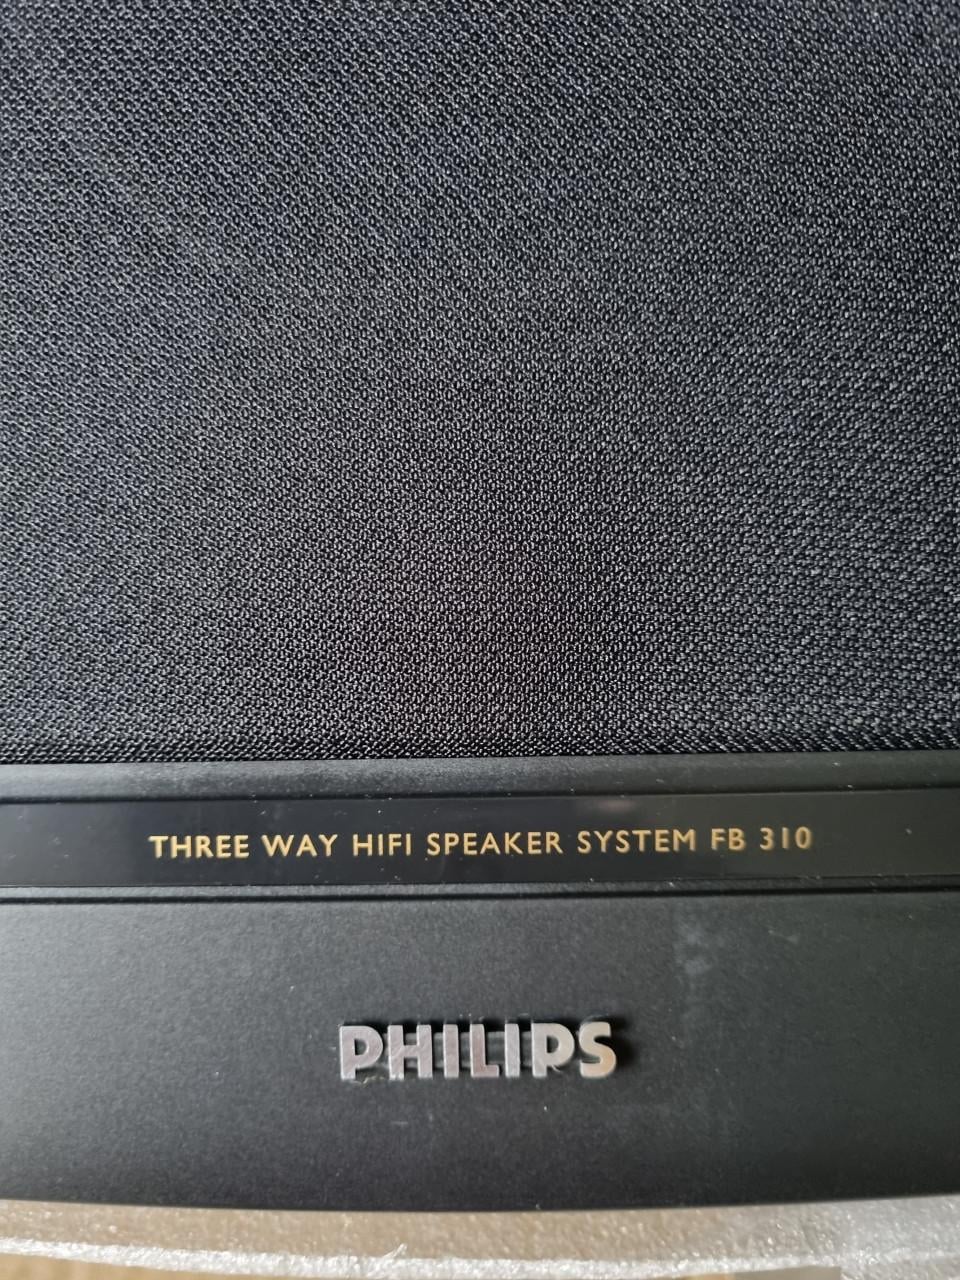 THREE WAY HIFI SPEAKER SYSTEM FB 310
PHILIPS